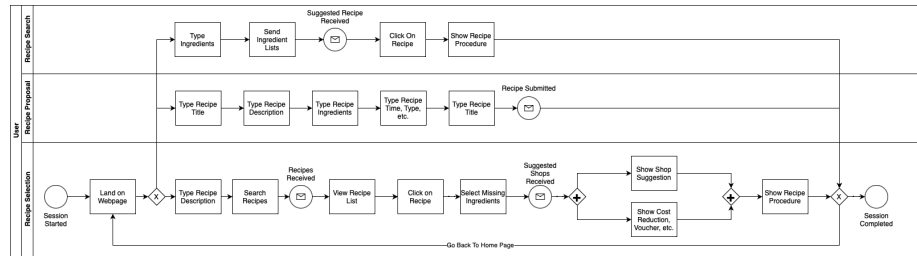 User
Recipe Search
Type
Ingredients
Send
Ingredient
Lists
Suggested Recipe
Received
Click On
Recipe
Show Recipe
Procedure
Recipe Proposal
Type Recipe
Title
Type Recipe
Description
Type Recipe
Ingredients
Type Recipe
Time, Type,
etc.
Type Recipe
Title
Recipe Submitted
Recipe Selection
Session
Started
Land on
Webpage
X
Type Recipe
Description
Search
Recipes
Recipes
Received
View Recipe
List
Click on
Recipe
Select Missing
Ingredients
Suggested
Shops
Received
Show Shop
Suggestion
Show Cost
Reduction,
Voucher, etc.
Show Recipe
Procedure
X
Session
Completed
Go Back To Home Page